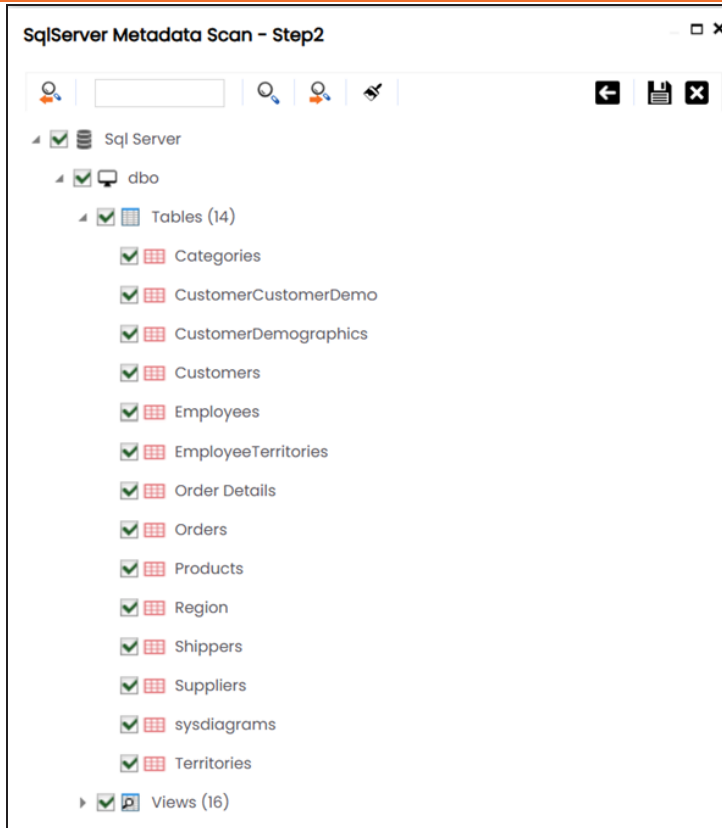 SqlServer Metadata Scan - Step2
Sql Server
dbo
Tables (14)
Categories
CustomerCustomerDemo
CustomerDemographics
Customers
Employees
EmployeeTerritories
Order Details
Orders
Products
Region
Shippers
Suppliers
sysdiagrams
Territories
Views (16)